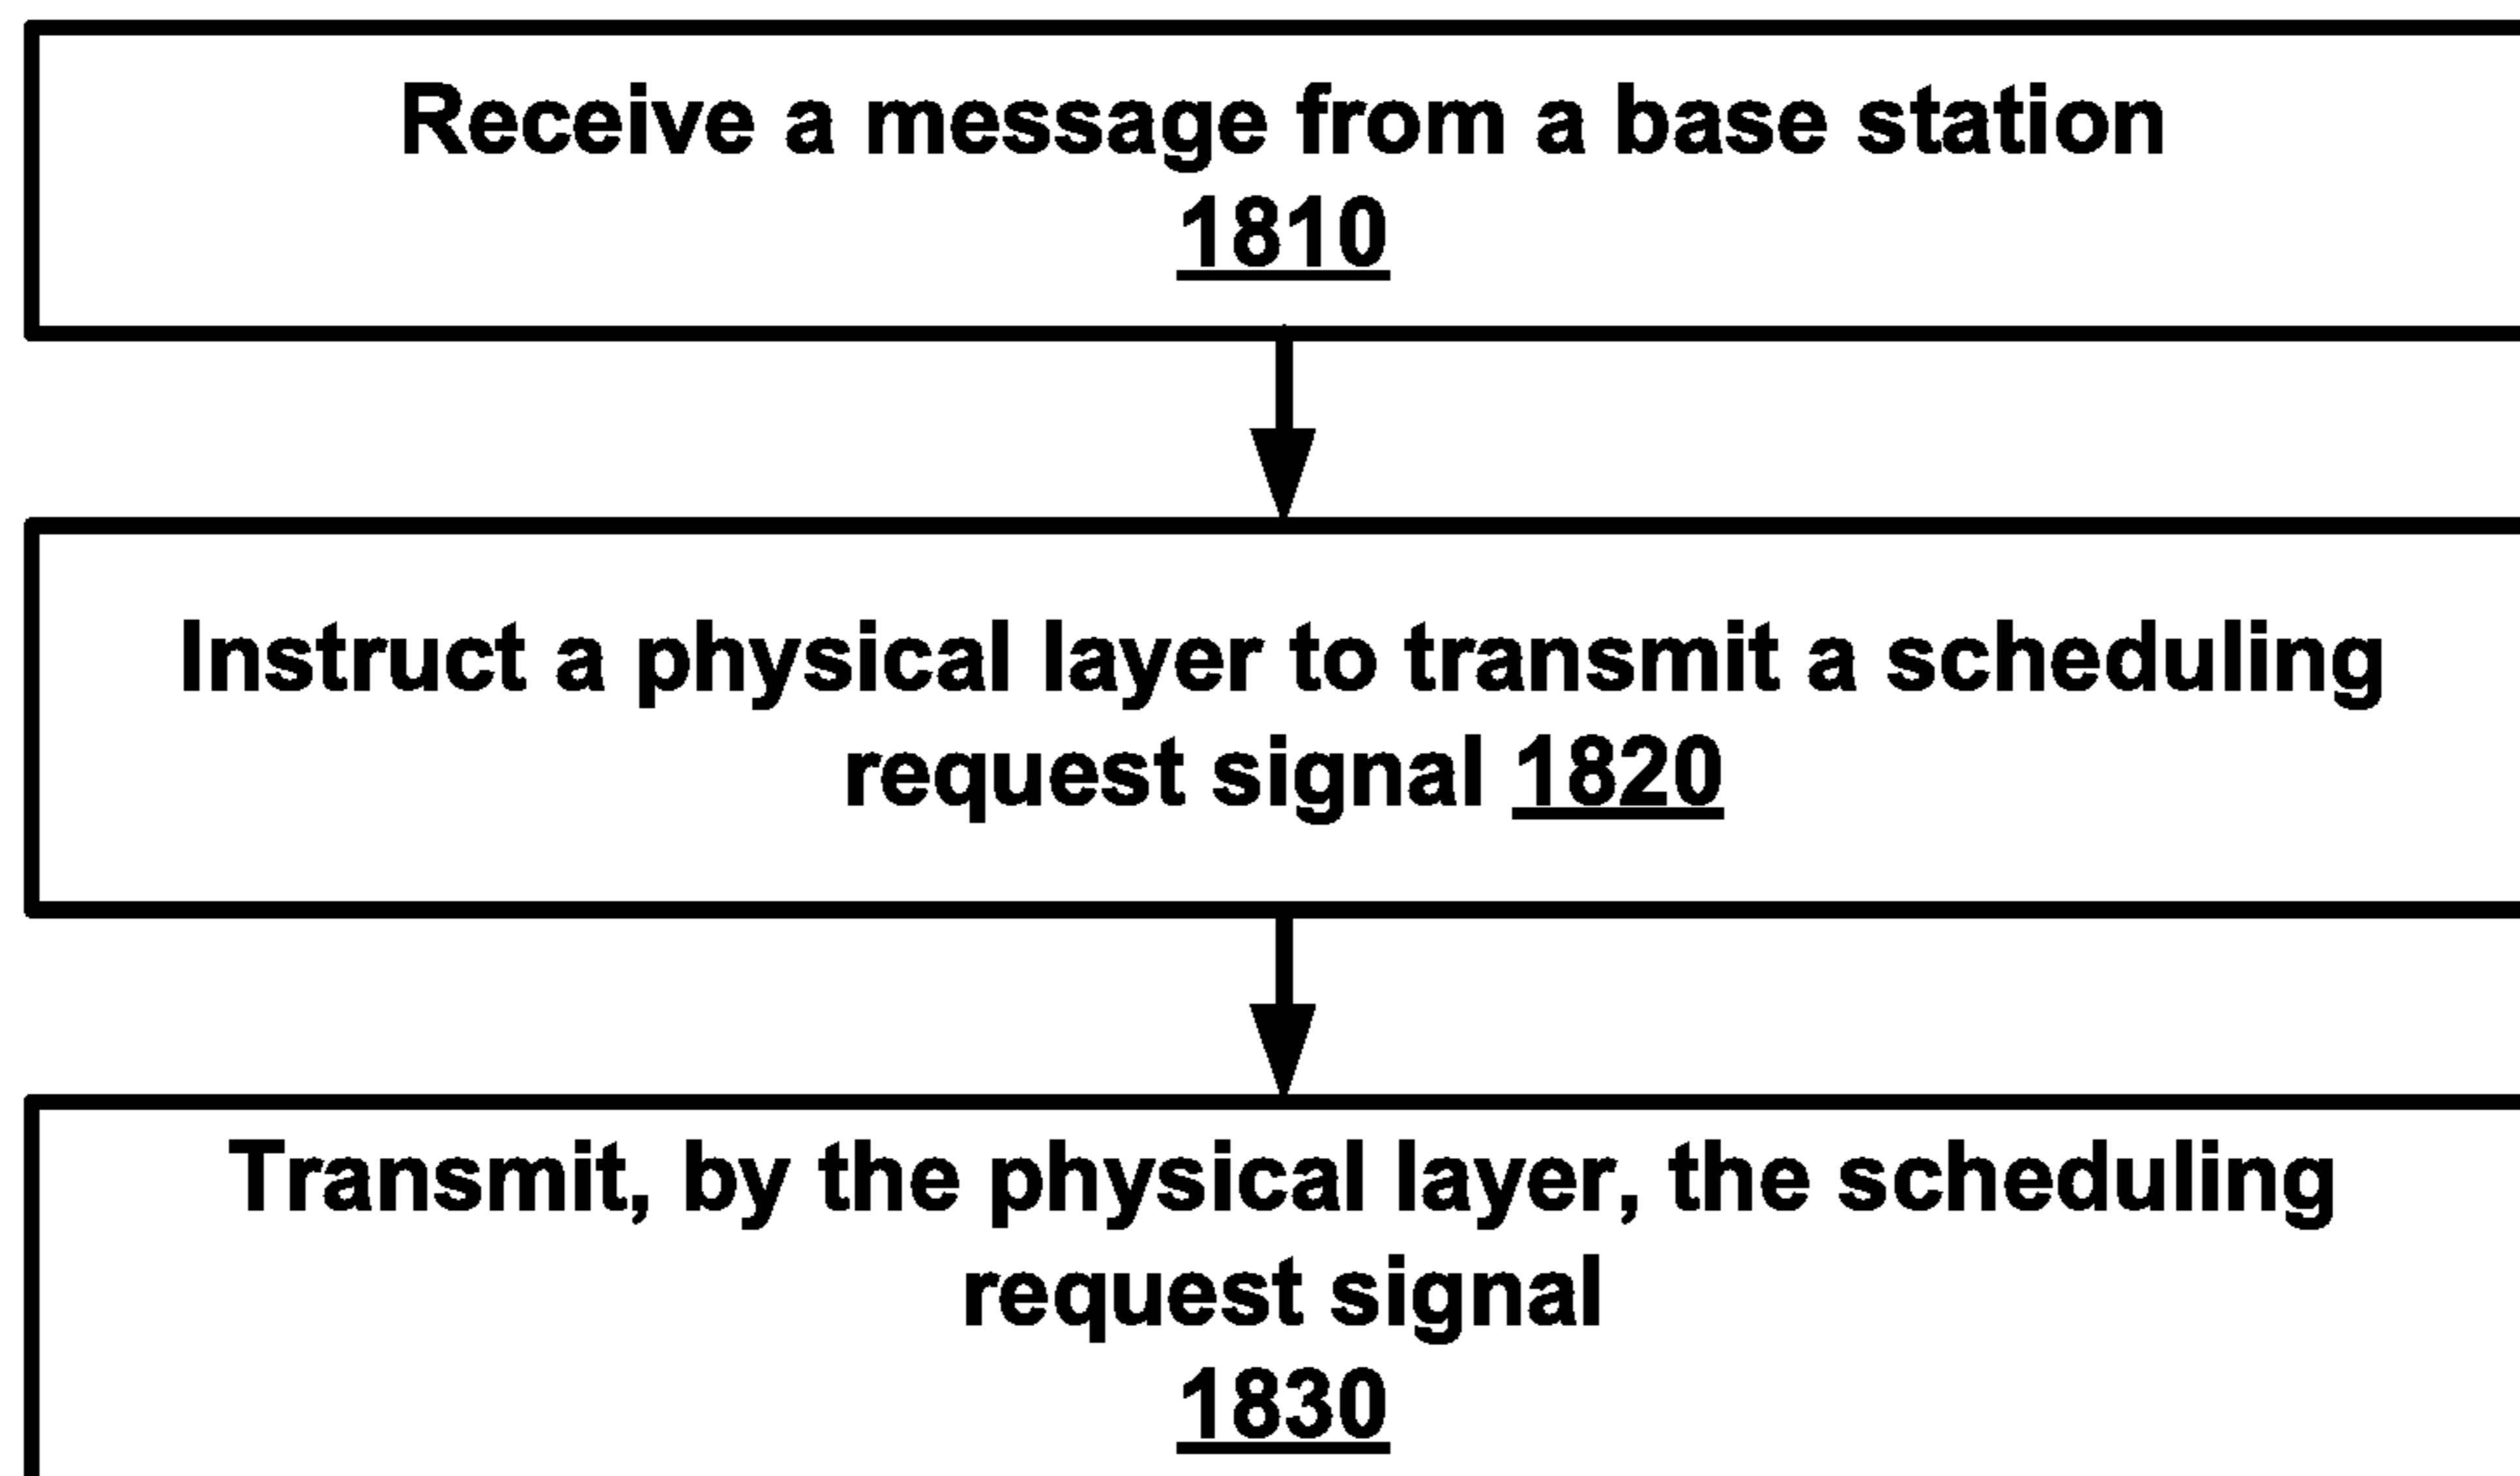 Receive a message from a base station
1810
Instruct a physical layer to transmit a scheduling
request signal 1820
Transmit, by the physical layer, the scheduling
request signal
1830